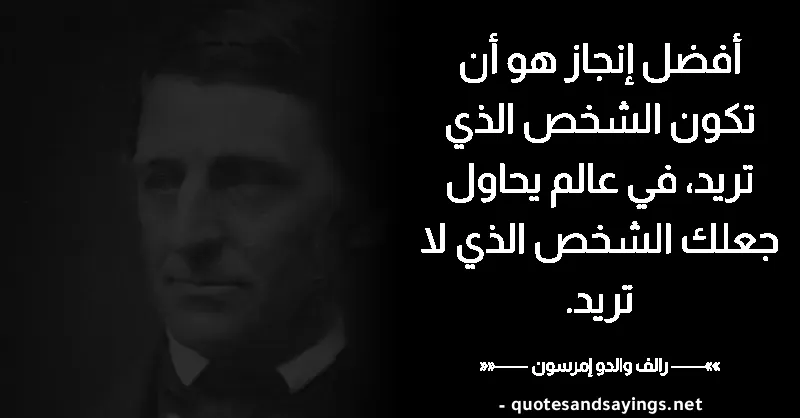 أفضل إنجاز هو أن
تكون الشخص الذي
تريد، في عالم يحاول
جعلك الشخص الذي لا
تريد.
»»—— رالف والدو إمرسون ——««
- quotesandsayings.net